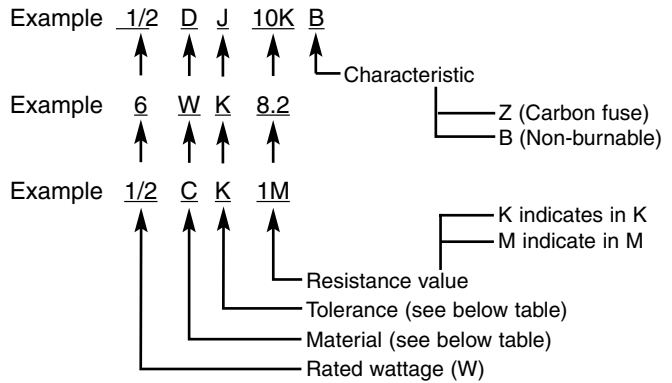 Example 1/2 D J 10K B
Characteristic
Z (Carbon fuse)
B (Non-burnable)
Example 6 W K 8.2
Example 1/2 C K 1M
K indicates in K
M indicate in M
Resistance value
Tolerance (see below table)
Material (see below table)
Rated wattage (W)